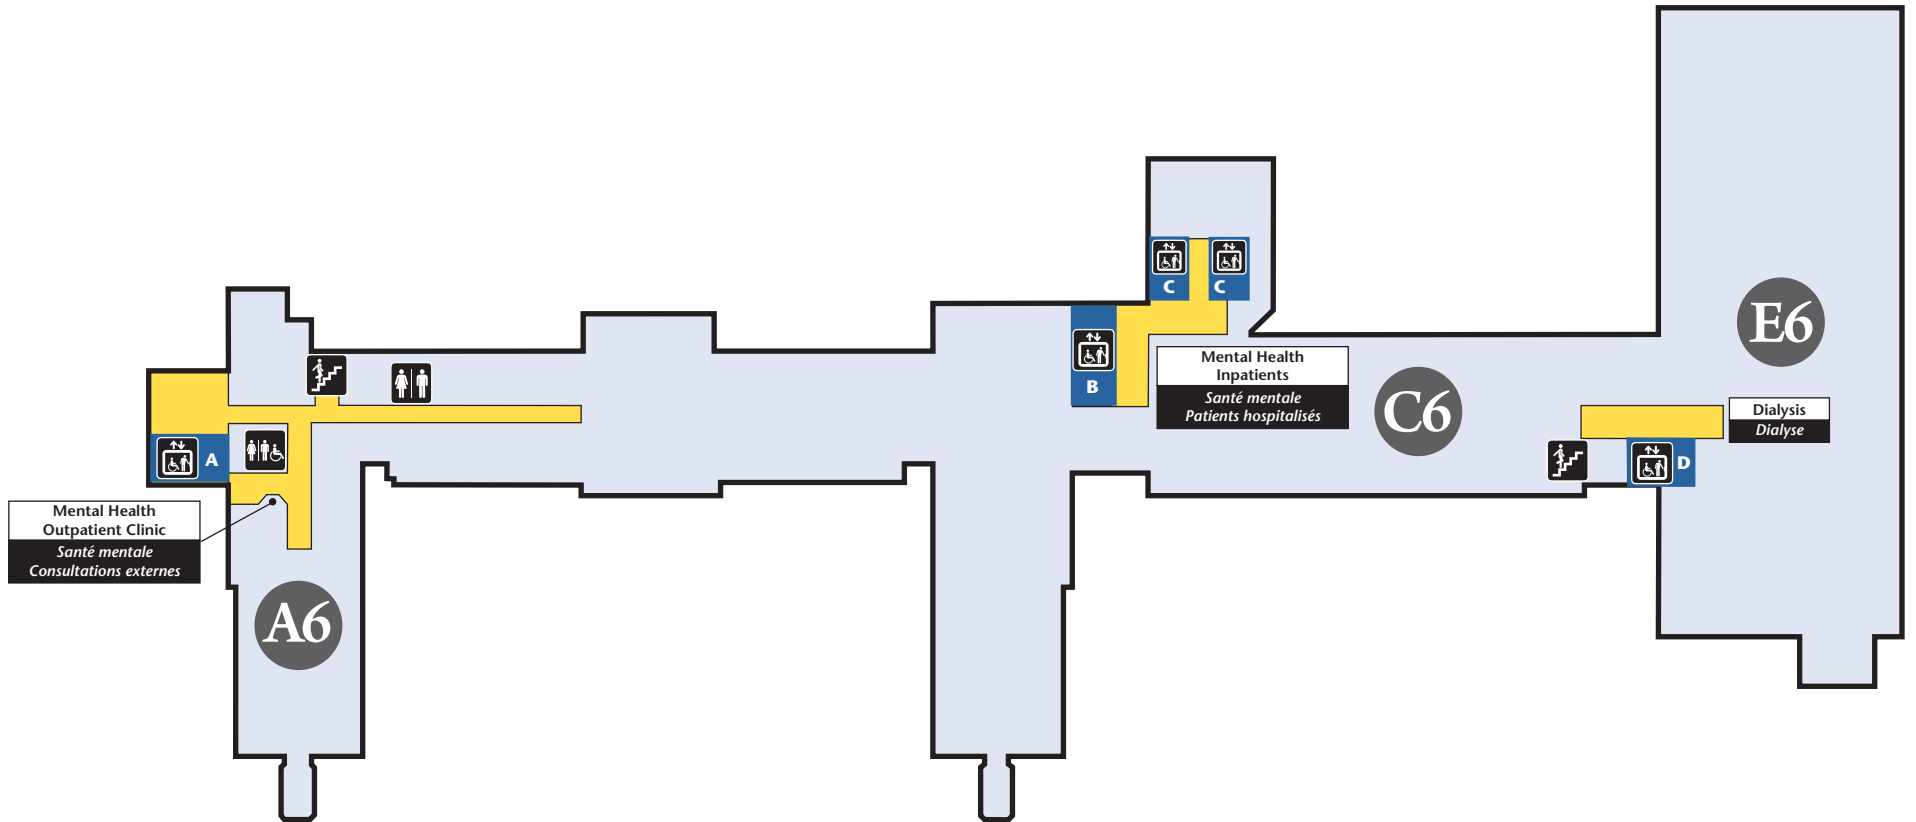 E6
C
C
B
Mental Health
Inpatients
Santé mentale
Patients hospitalisés
C6
Dialysis
Dialyse
D
A
Mental Health
Outpatient Clinic
Santé mentale
Consultations externes
A6